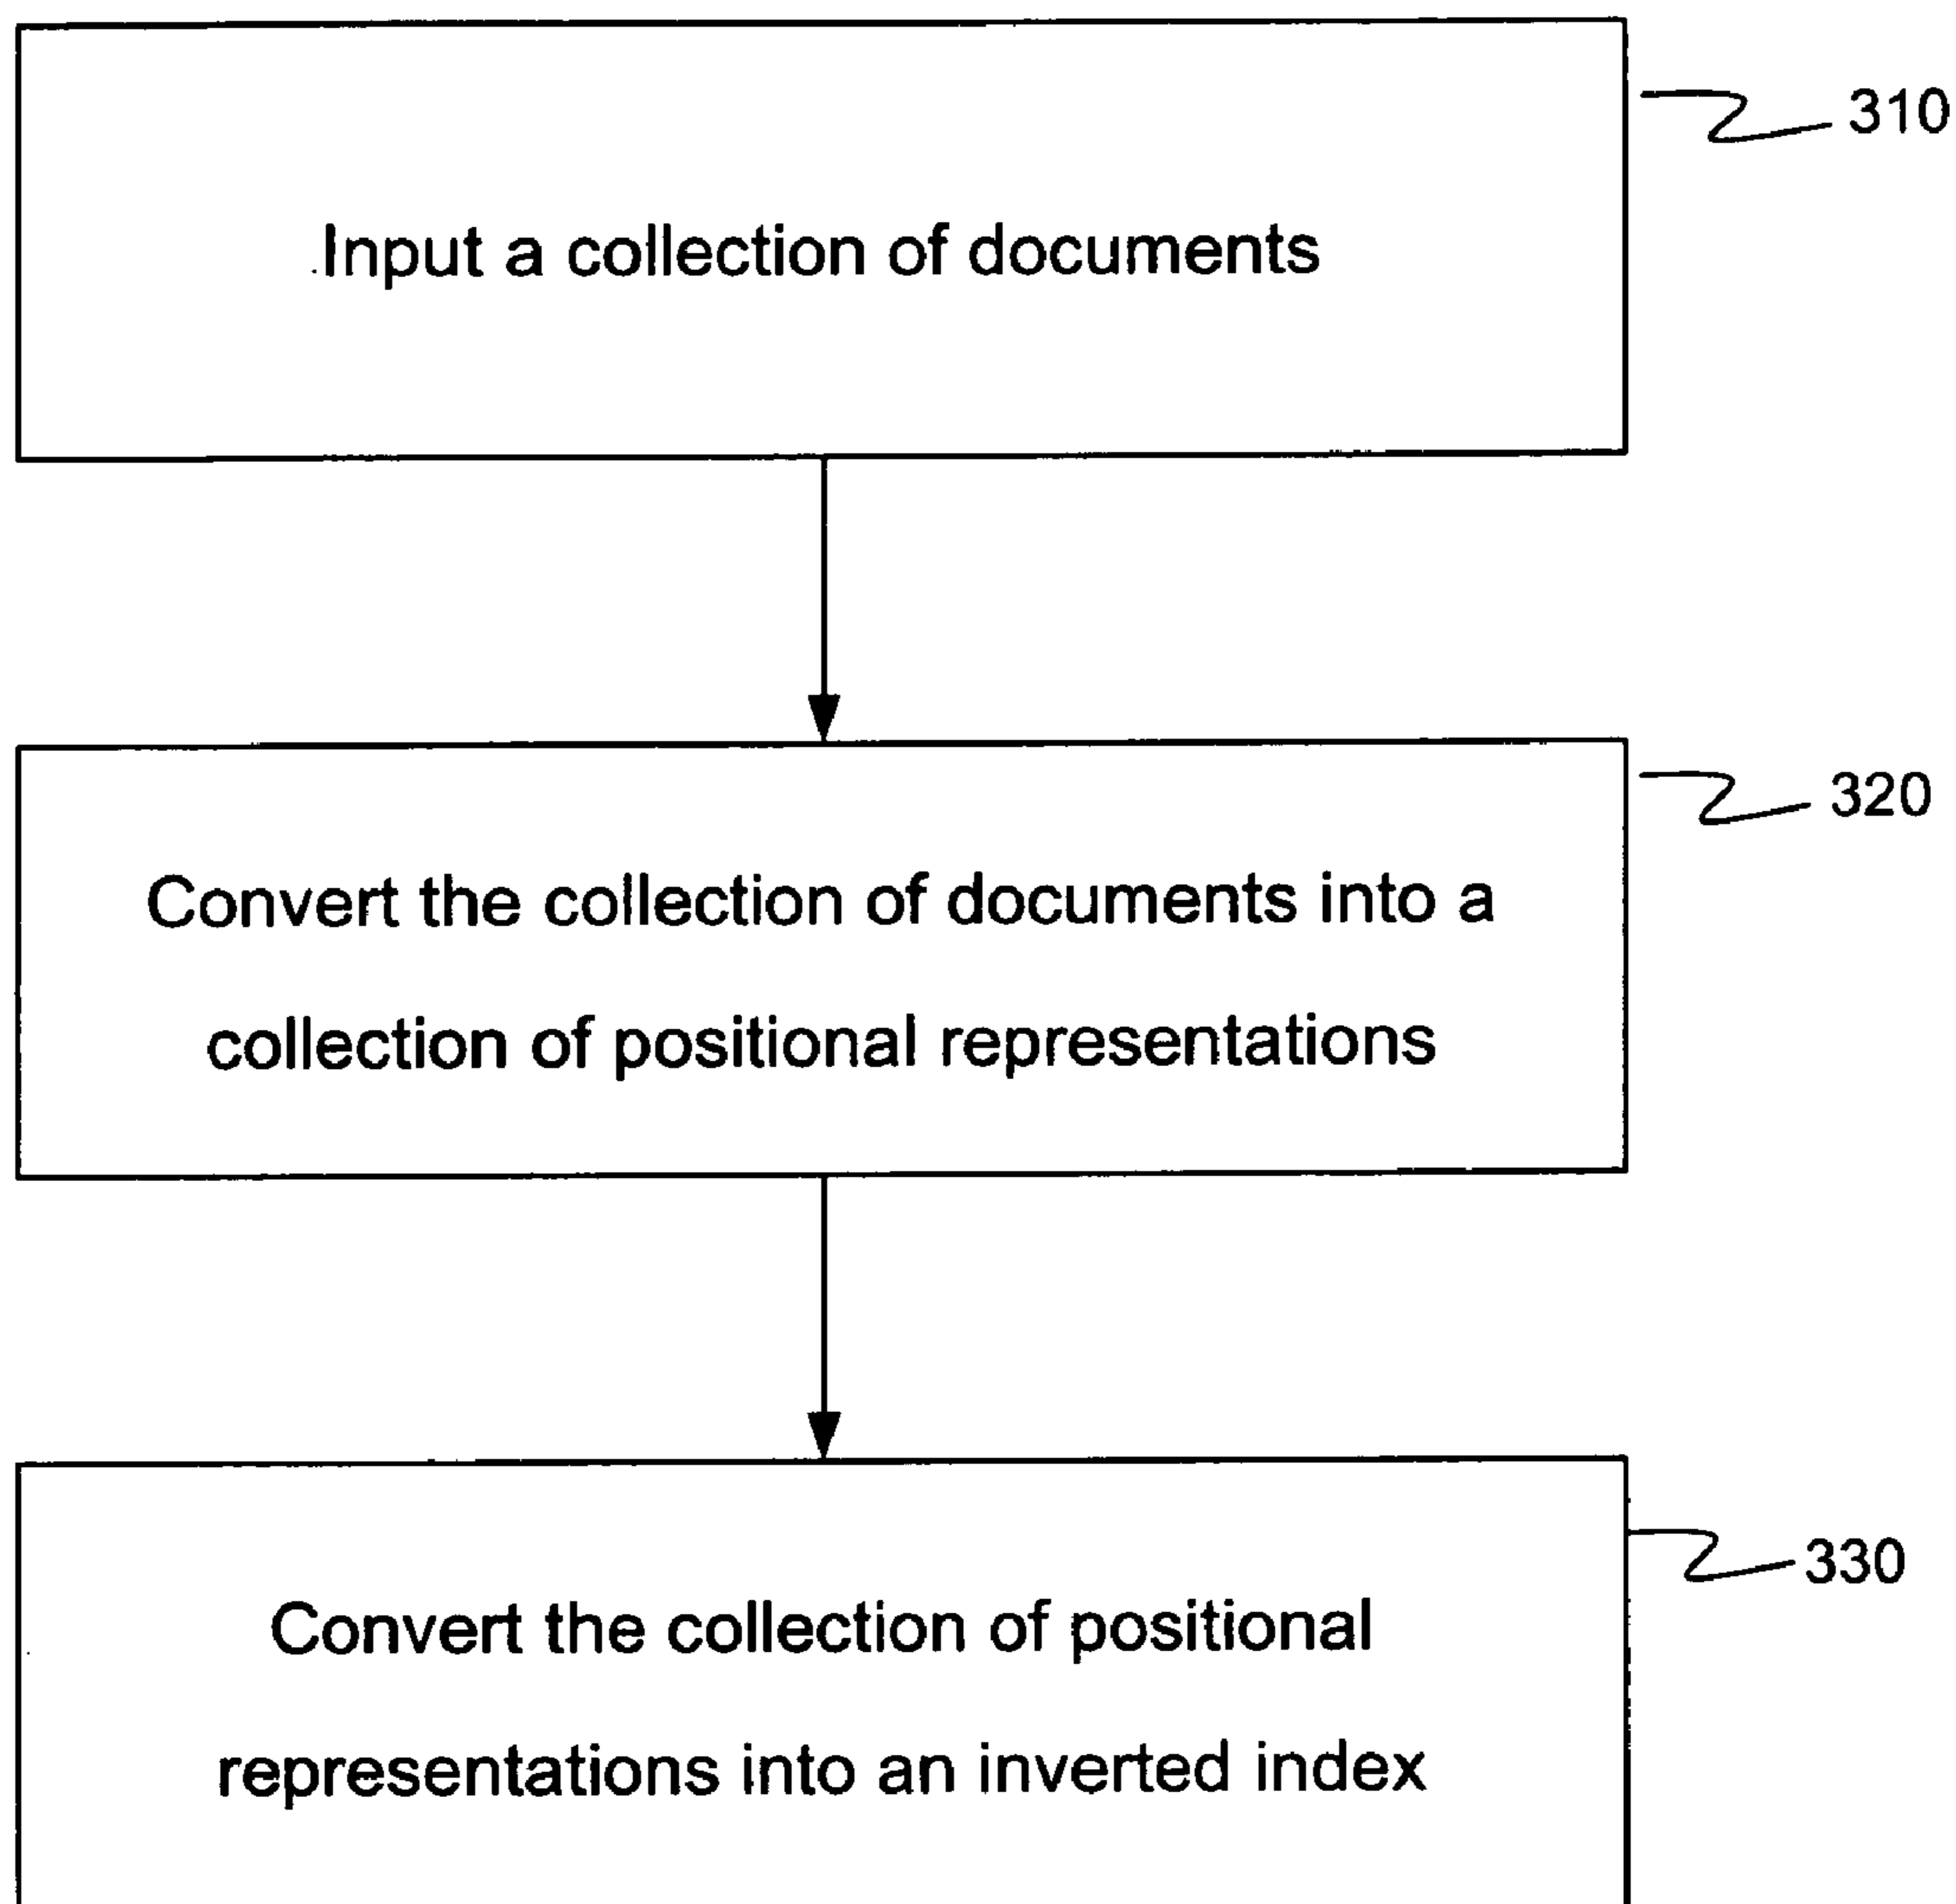 310
Input a collection of documents
320
Convert the collection of documents into a
collection of positional representations
330
Convert the collection of positional
representations into an inverted index